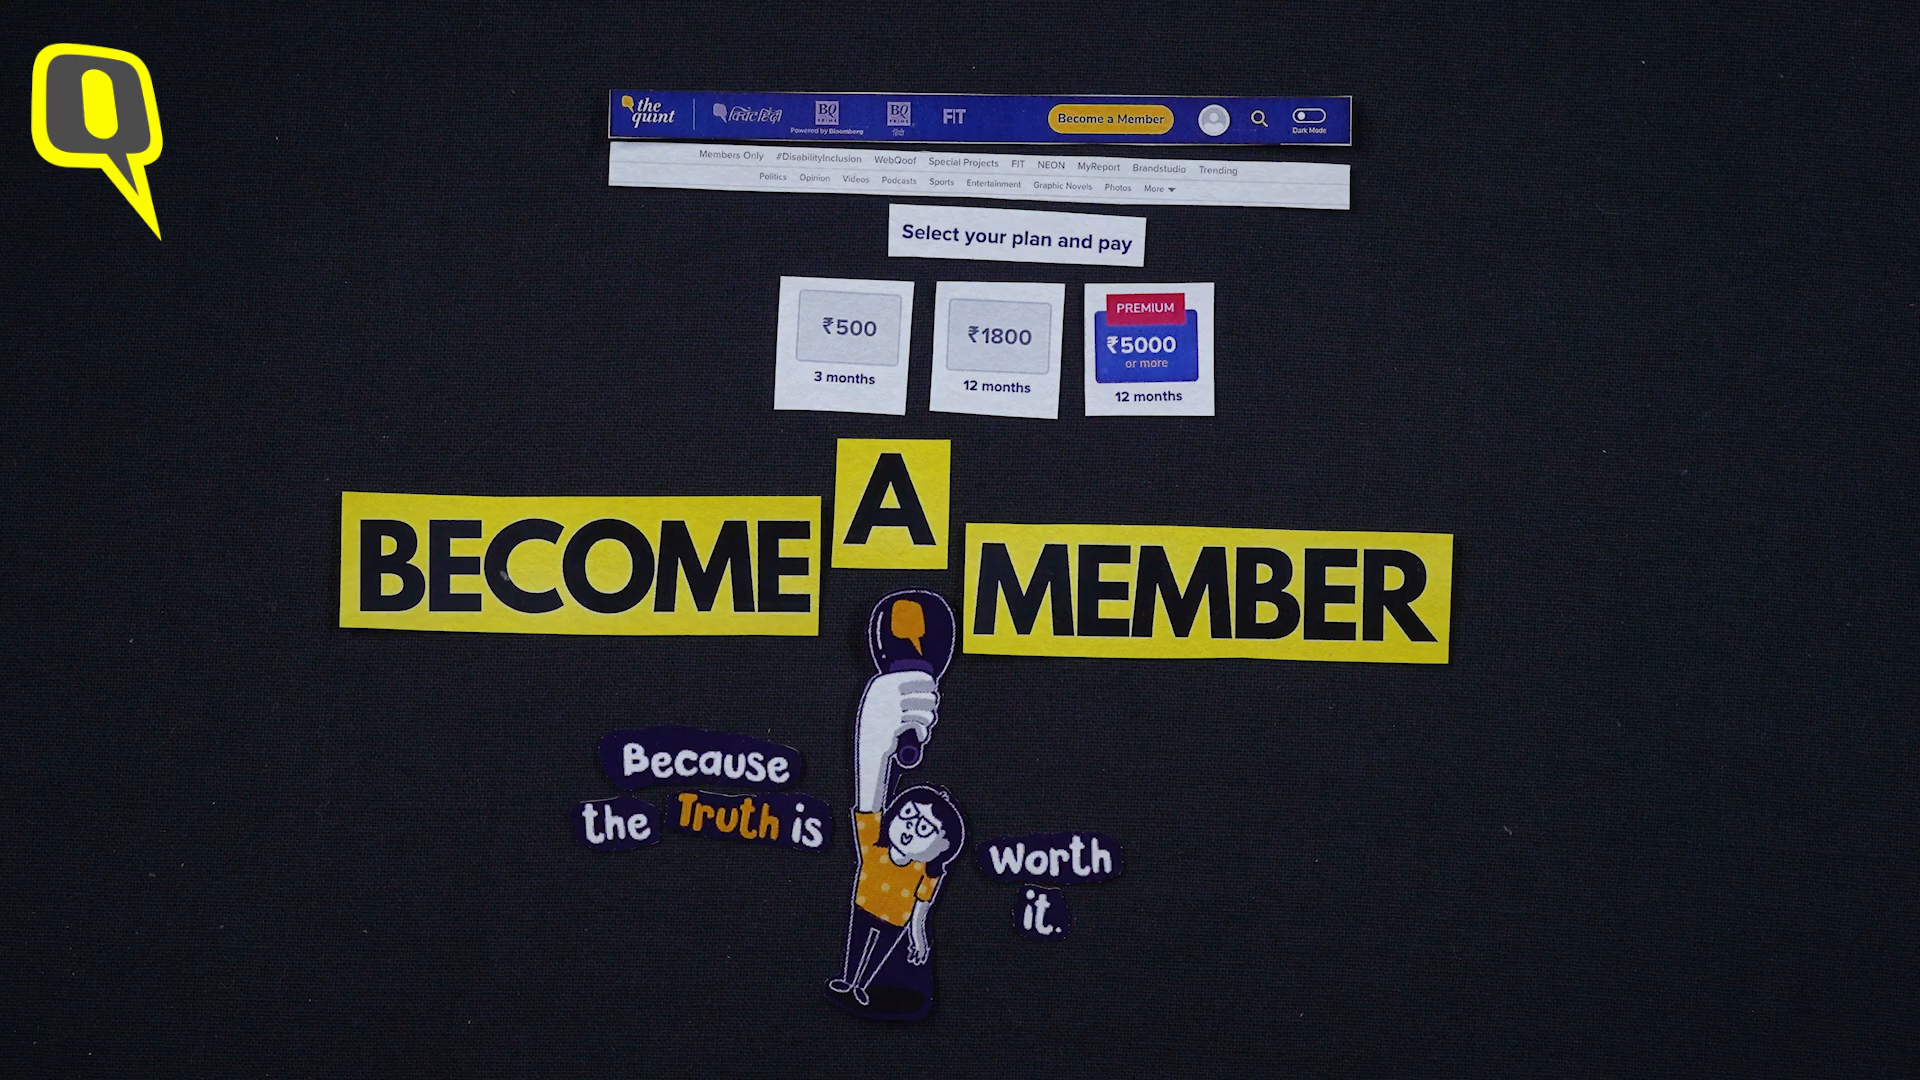 Q
the quint क्विंट हिंदी BQ PRIME Powered by Bloomberg BQ PRIME हिंदी FIT Become a Member Dark Mode
Members Only #DisabilityInclusion WebQoof Special Projects FIT NEON MyReport Brandstudio Trending
Politics Opinion Videos Podcasts Sports Entertainment Graphic Novels Photos More
Select your plan and pay
₹500
3 months
₹1800
12 months
PREMIUM
₹5000
or more
12 months
BECOME A MEMBER
Because
the Truth is
worth
it.